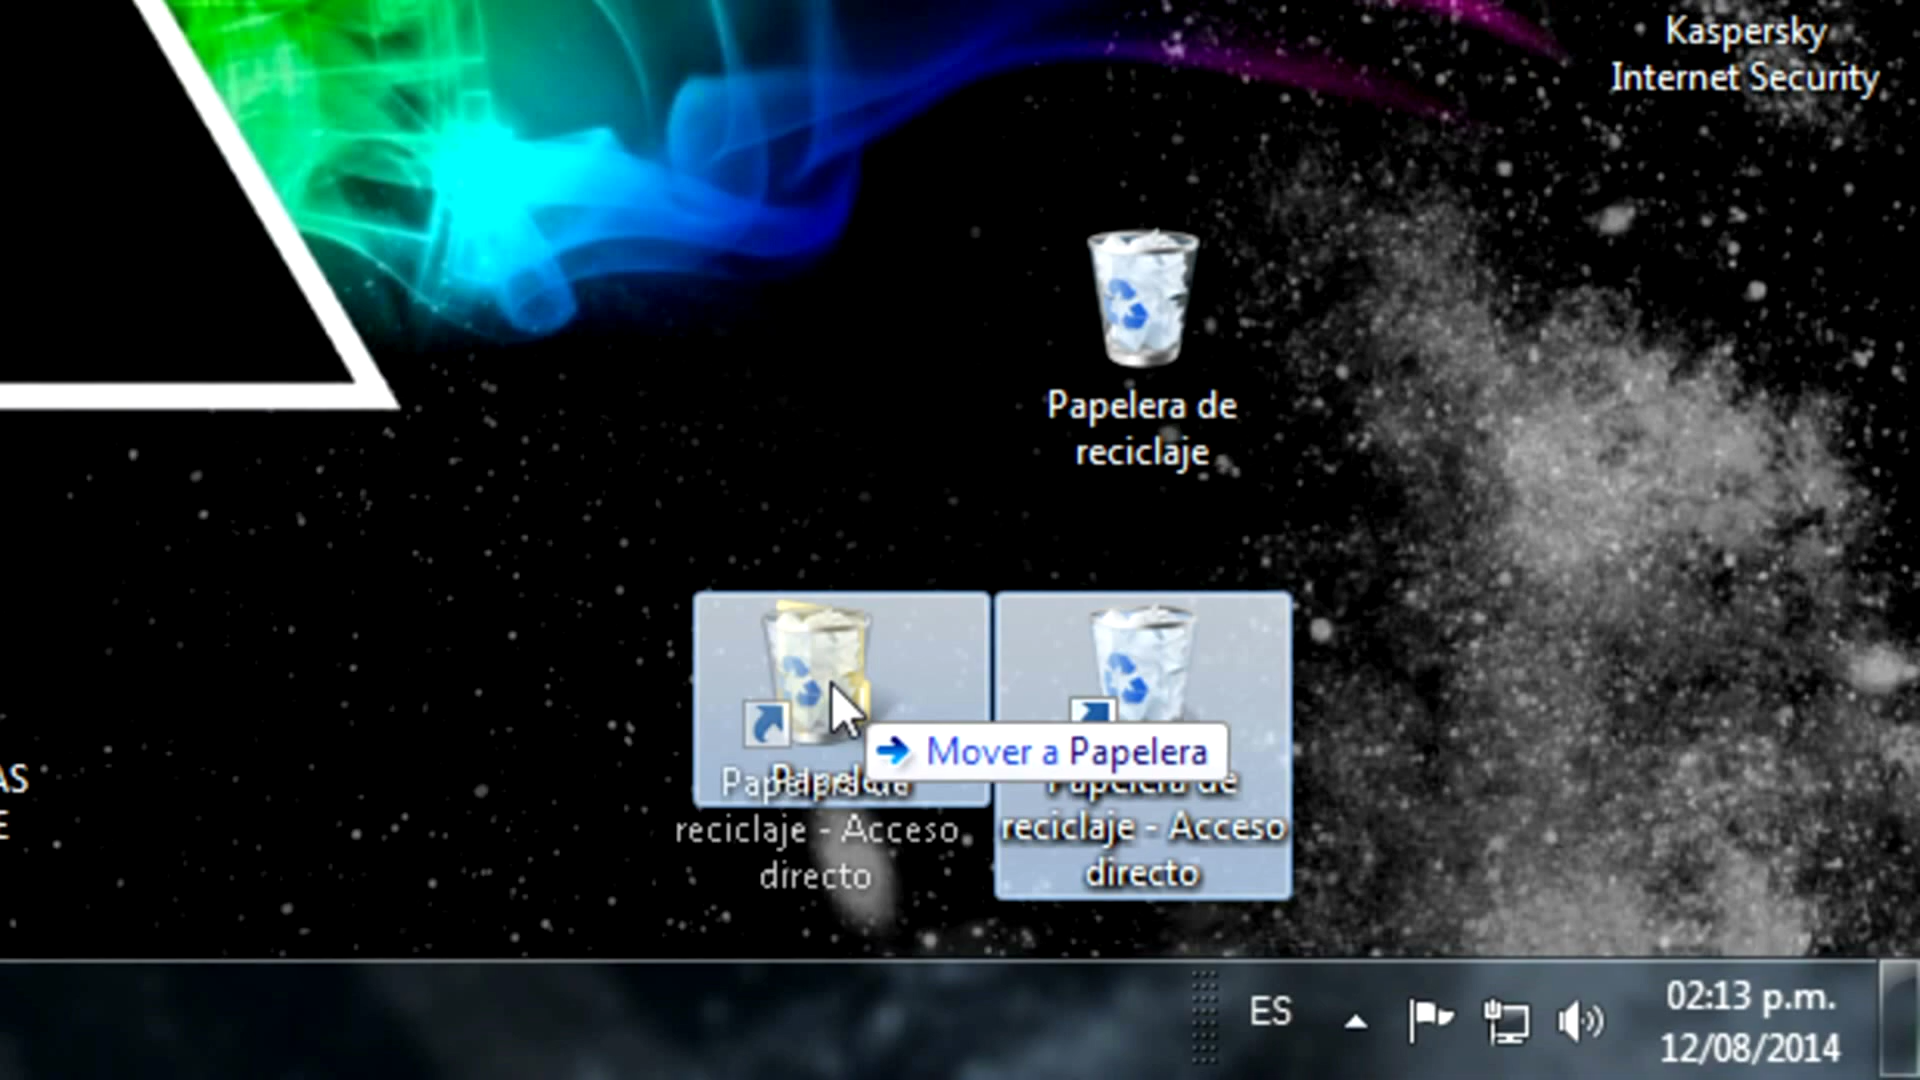 Kaspersky
Internet Security
Papelera de
reciclaje
Mover a Papelera
Papelera de
reciclaje - Acceso
directo
Papelera de
reciclaje - Acceso
directo
AS
E
ES
02:13 p.m.
12/08/2014